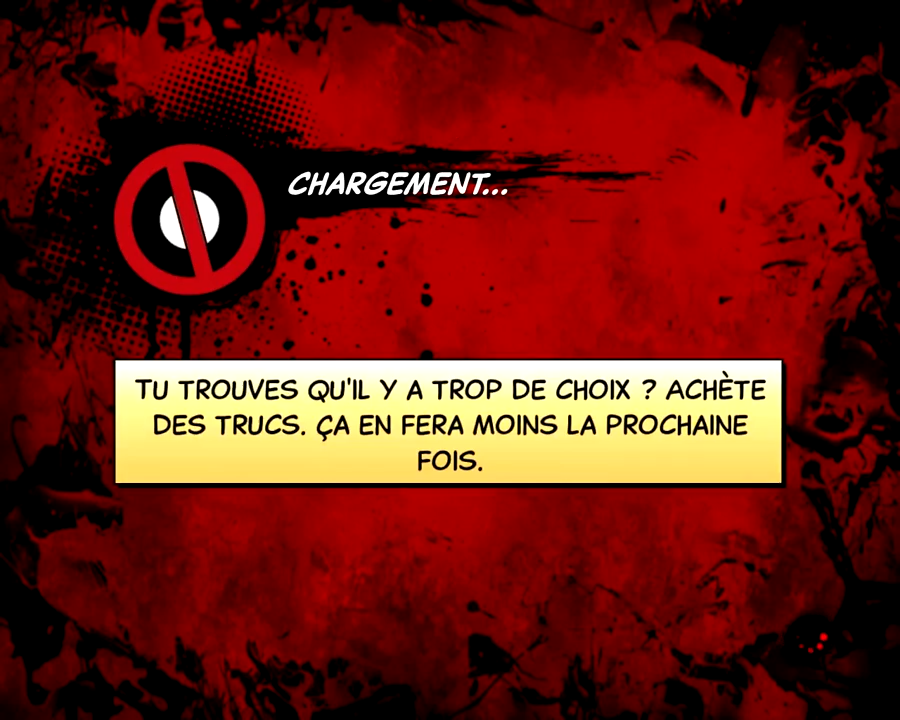 CHARGEMENT...
TU TROUVES QU'IL Y A TROP DE CHOIX ? ACHÈTE
DES TRUCS. ÇA EN FERA MOINS LA PROCHAINE
FOIS.